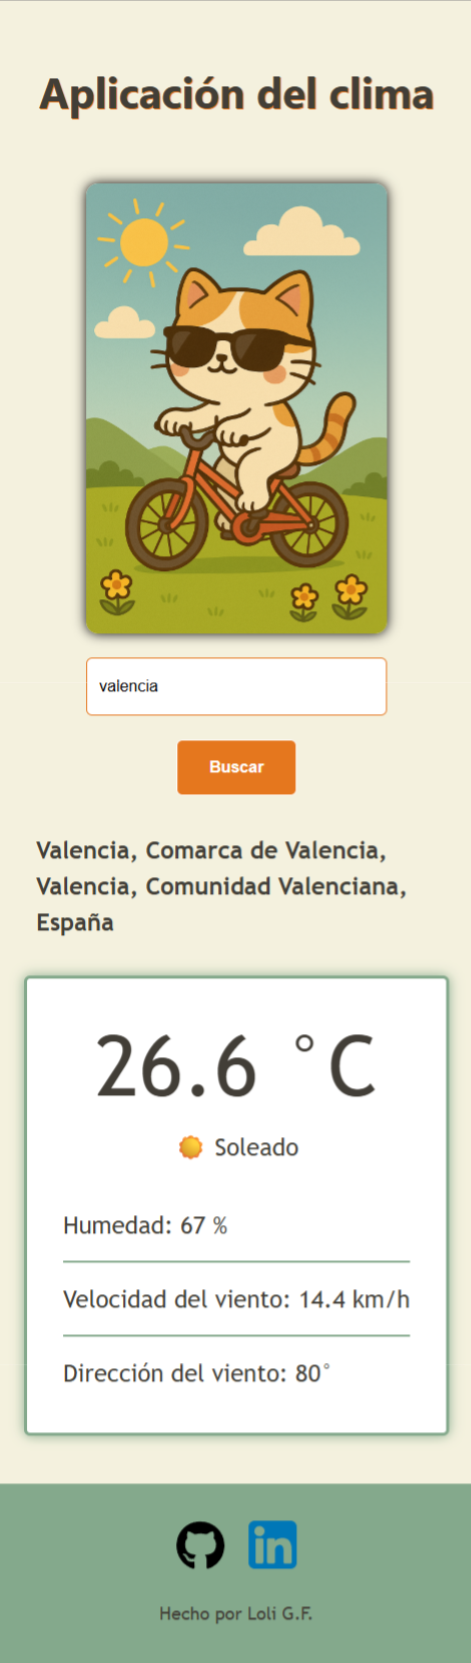 Aplicación del clima
valencia
Buscar
Valencia, Comarca de Valencia,
Valencia, Comunidad Valenciana,
España
26.6 °C
Soleado
Humedad: 67 %
Velocidad del viento: 14.4 km/h
Dirección del viento: 80°
in
Hecho por Loli G.F.